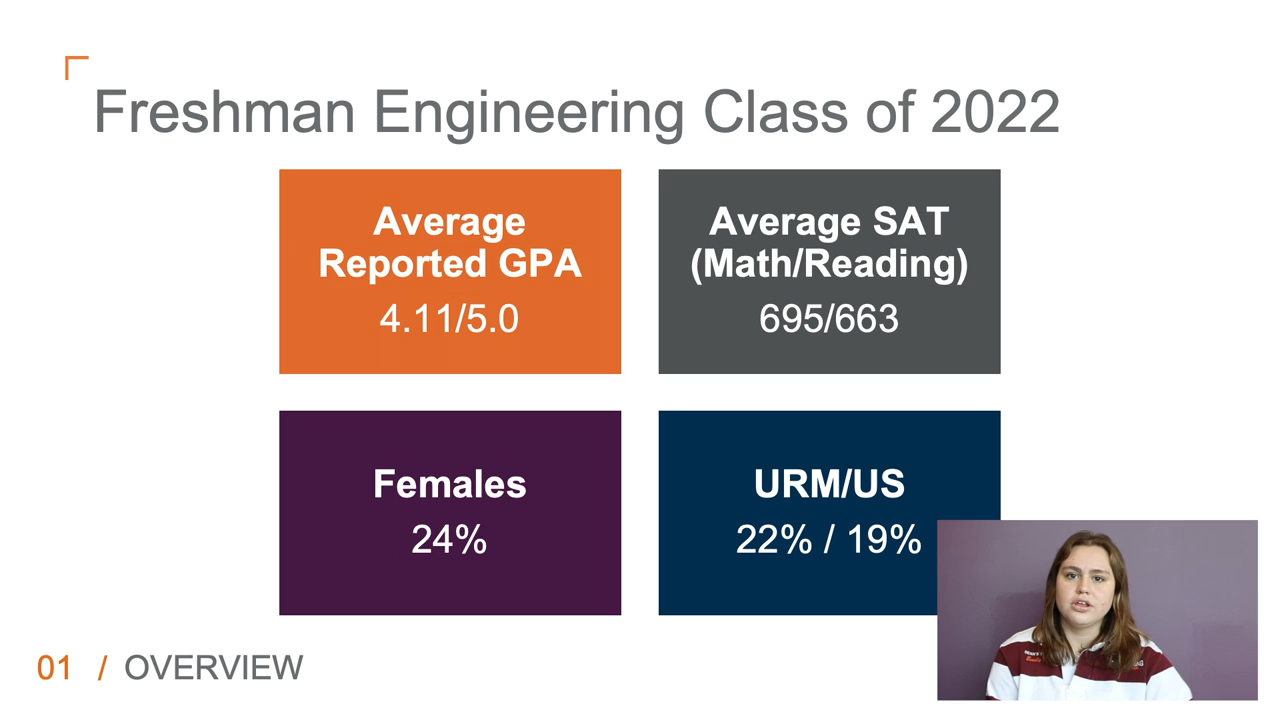 Freshman Engineering Class of 2022
Average
Reported GPA
4.11/5.0
Average SAT
(Math/Reading)
695/663
Females
24%
URM/US
22% / 19%
01 / OVERVIEW